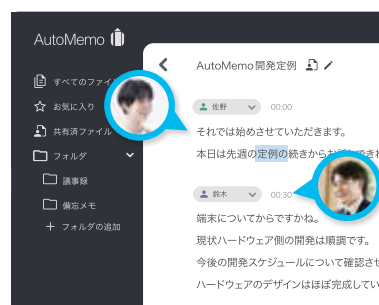 AutoMemo
すべてのファイ
お気に入り
共有済ファイル
フォルダ
議事録
備忘メモ
フォルダの追加
AutoMemo開発定例
佐野 00:00
それでは始めさせていただきます。
本日は先週の定例の続きから
鈴木 00:30
端末についてからですかね。
現状ハードウェア側の開発は順調です。
今後の開発スケジュールについて確認させ
ハードウェアのデザインはほぼ完成してい